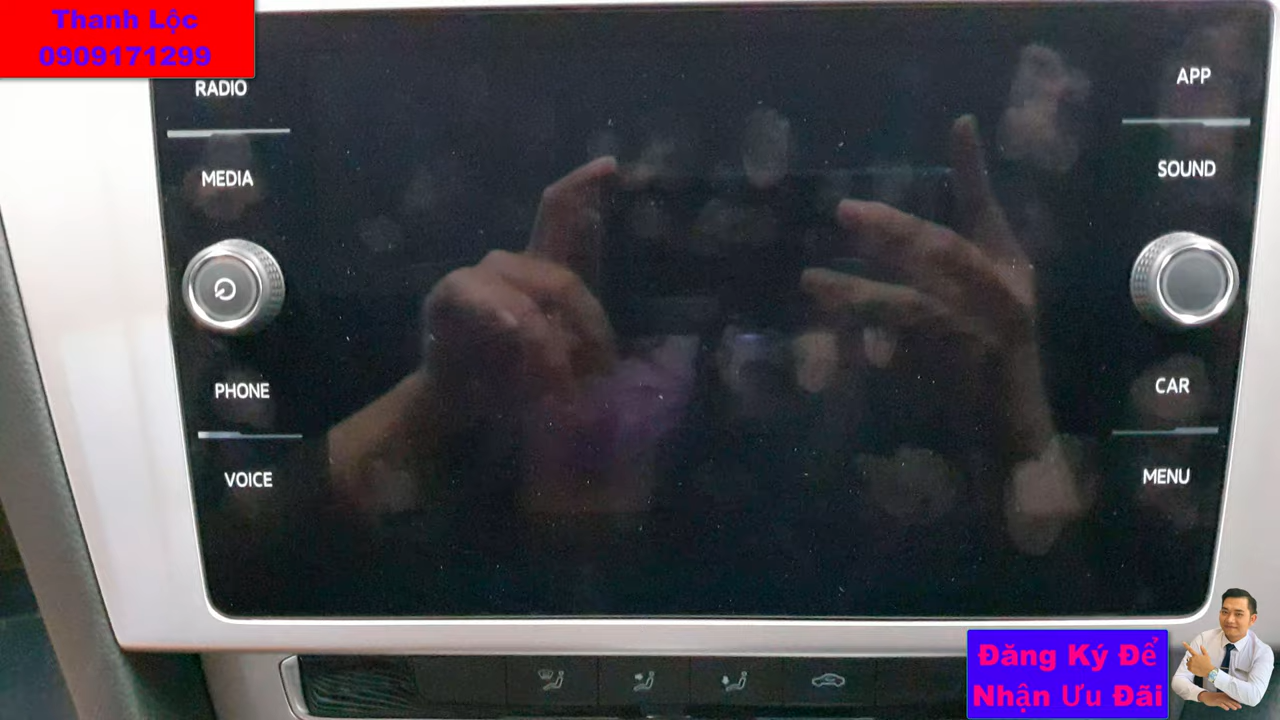 Thanh Lộc
0909171299
RADIO
MEDIA
PHONE
VOICE
APP
SOUND
CAR
MENU
Đăng Ký Để
Nhận Ưu Đãi